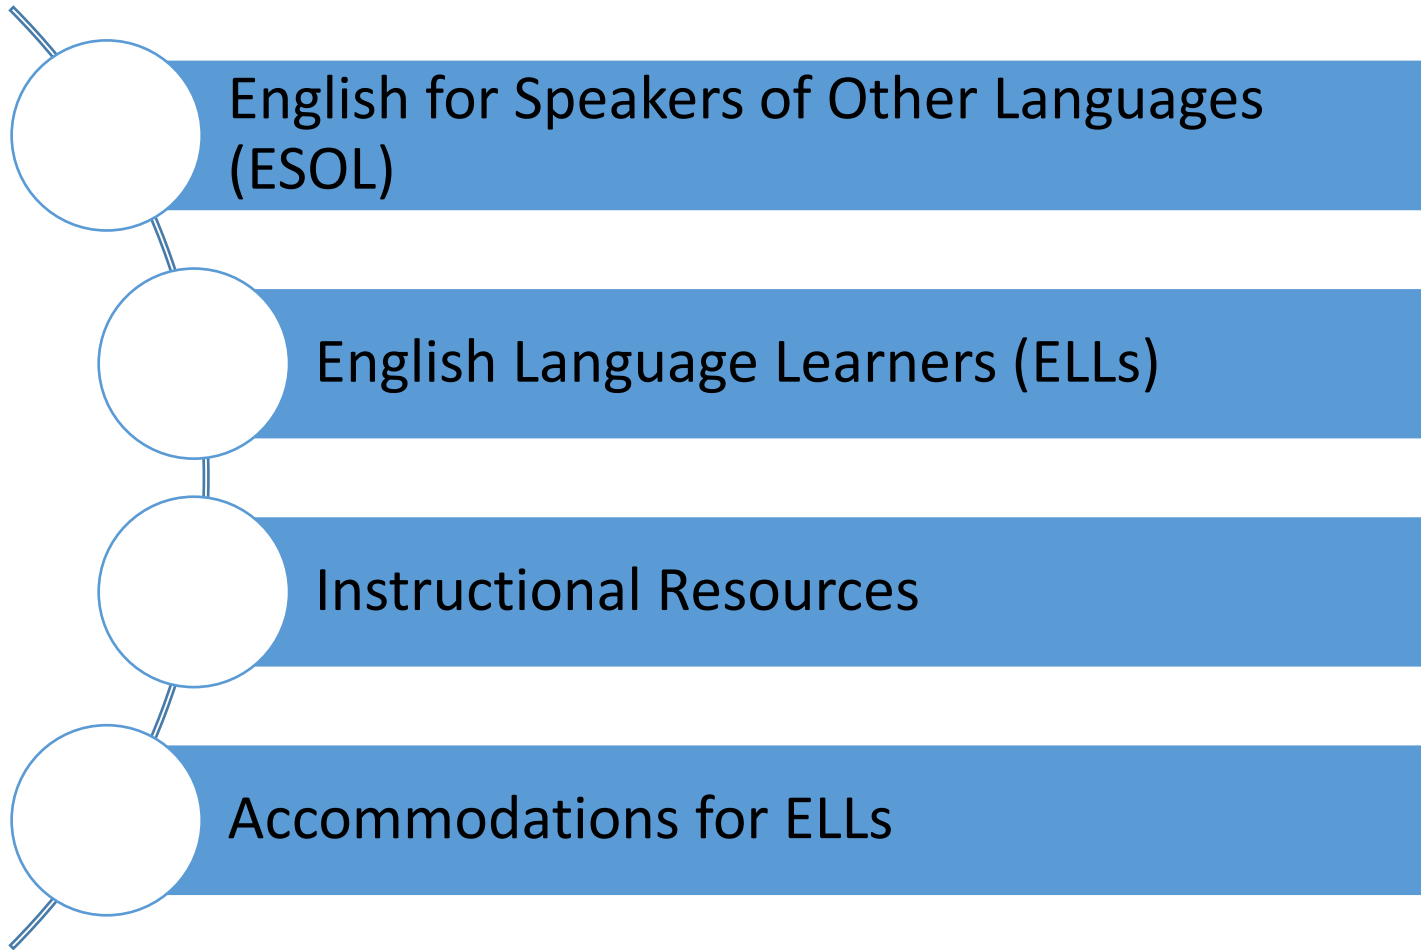 English for Speakers of Other Languages
(ESOL)
English Language Learners (ELLs)
Instructional Resources
Accommodations for ELLs